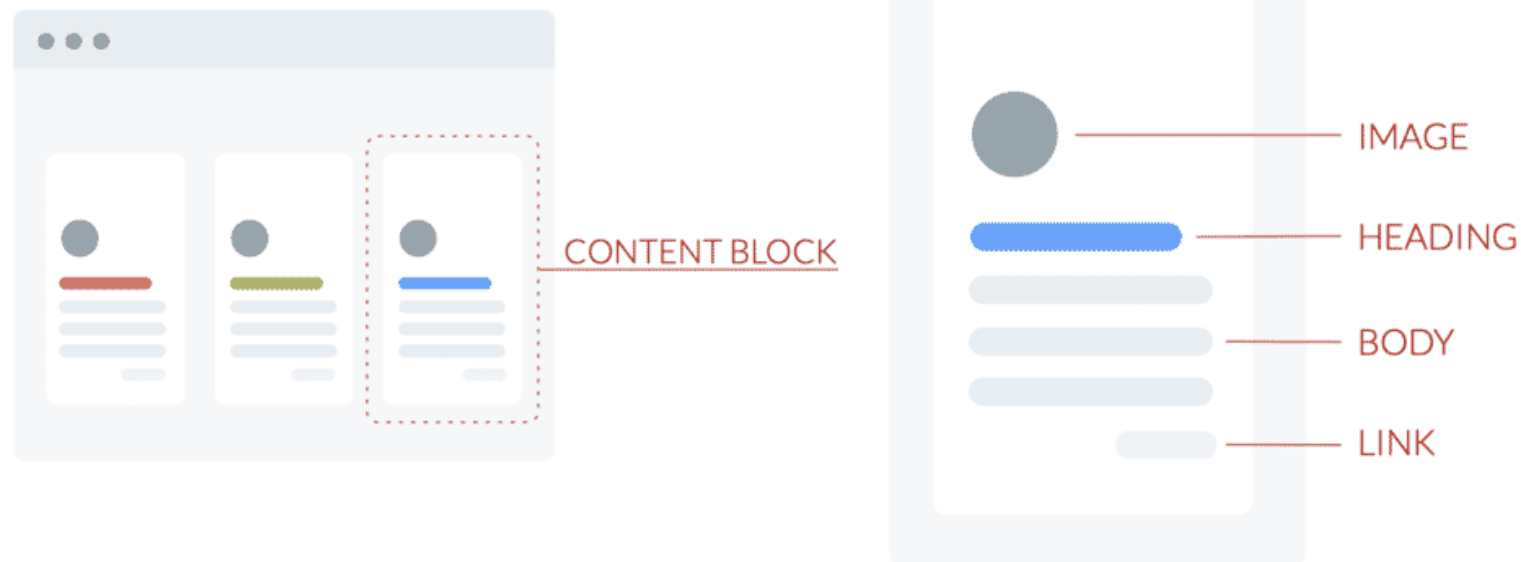 CONTENT BLOCK
IMAGE
HEADING
BODY
LINK